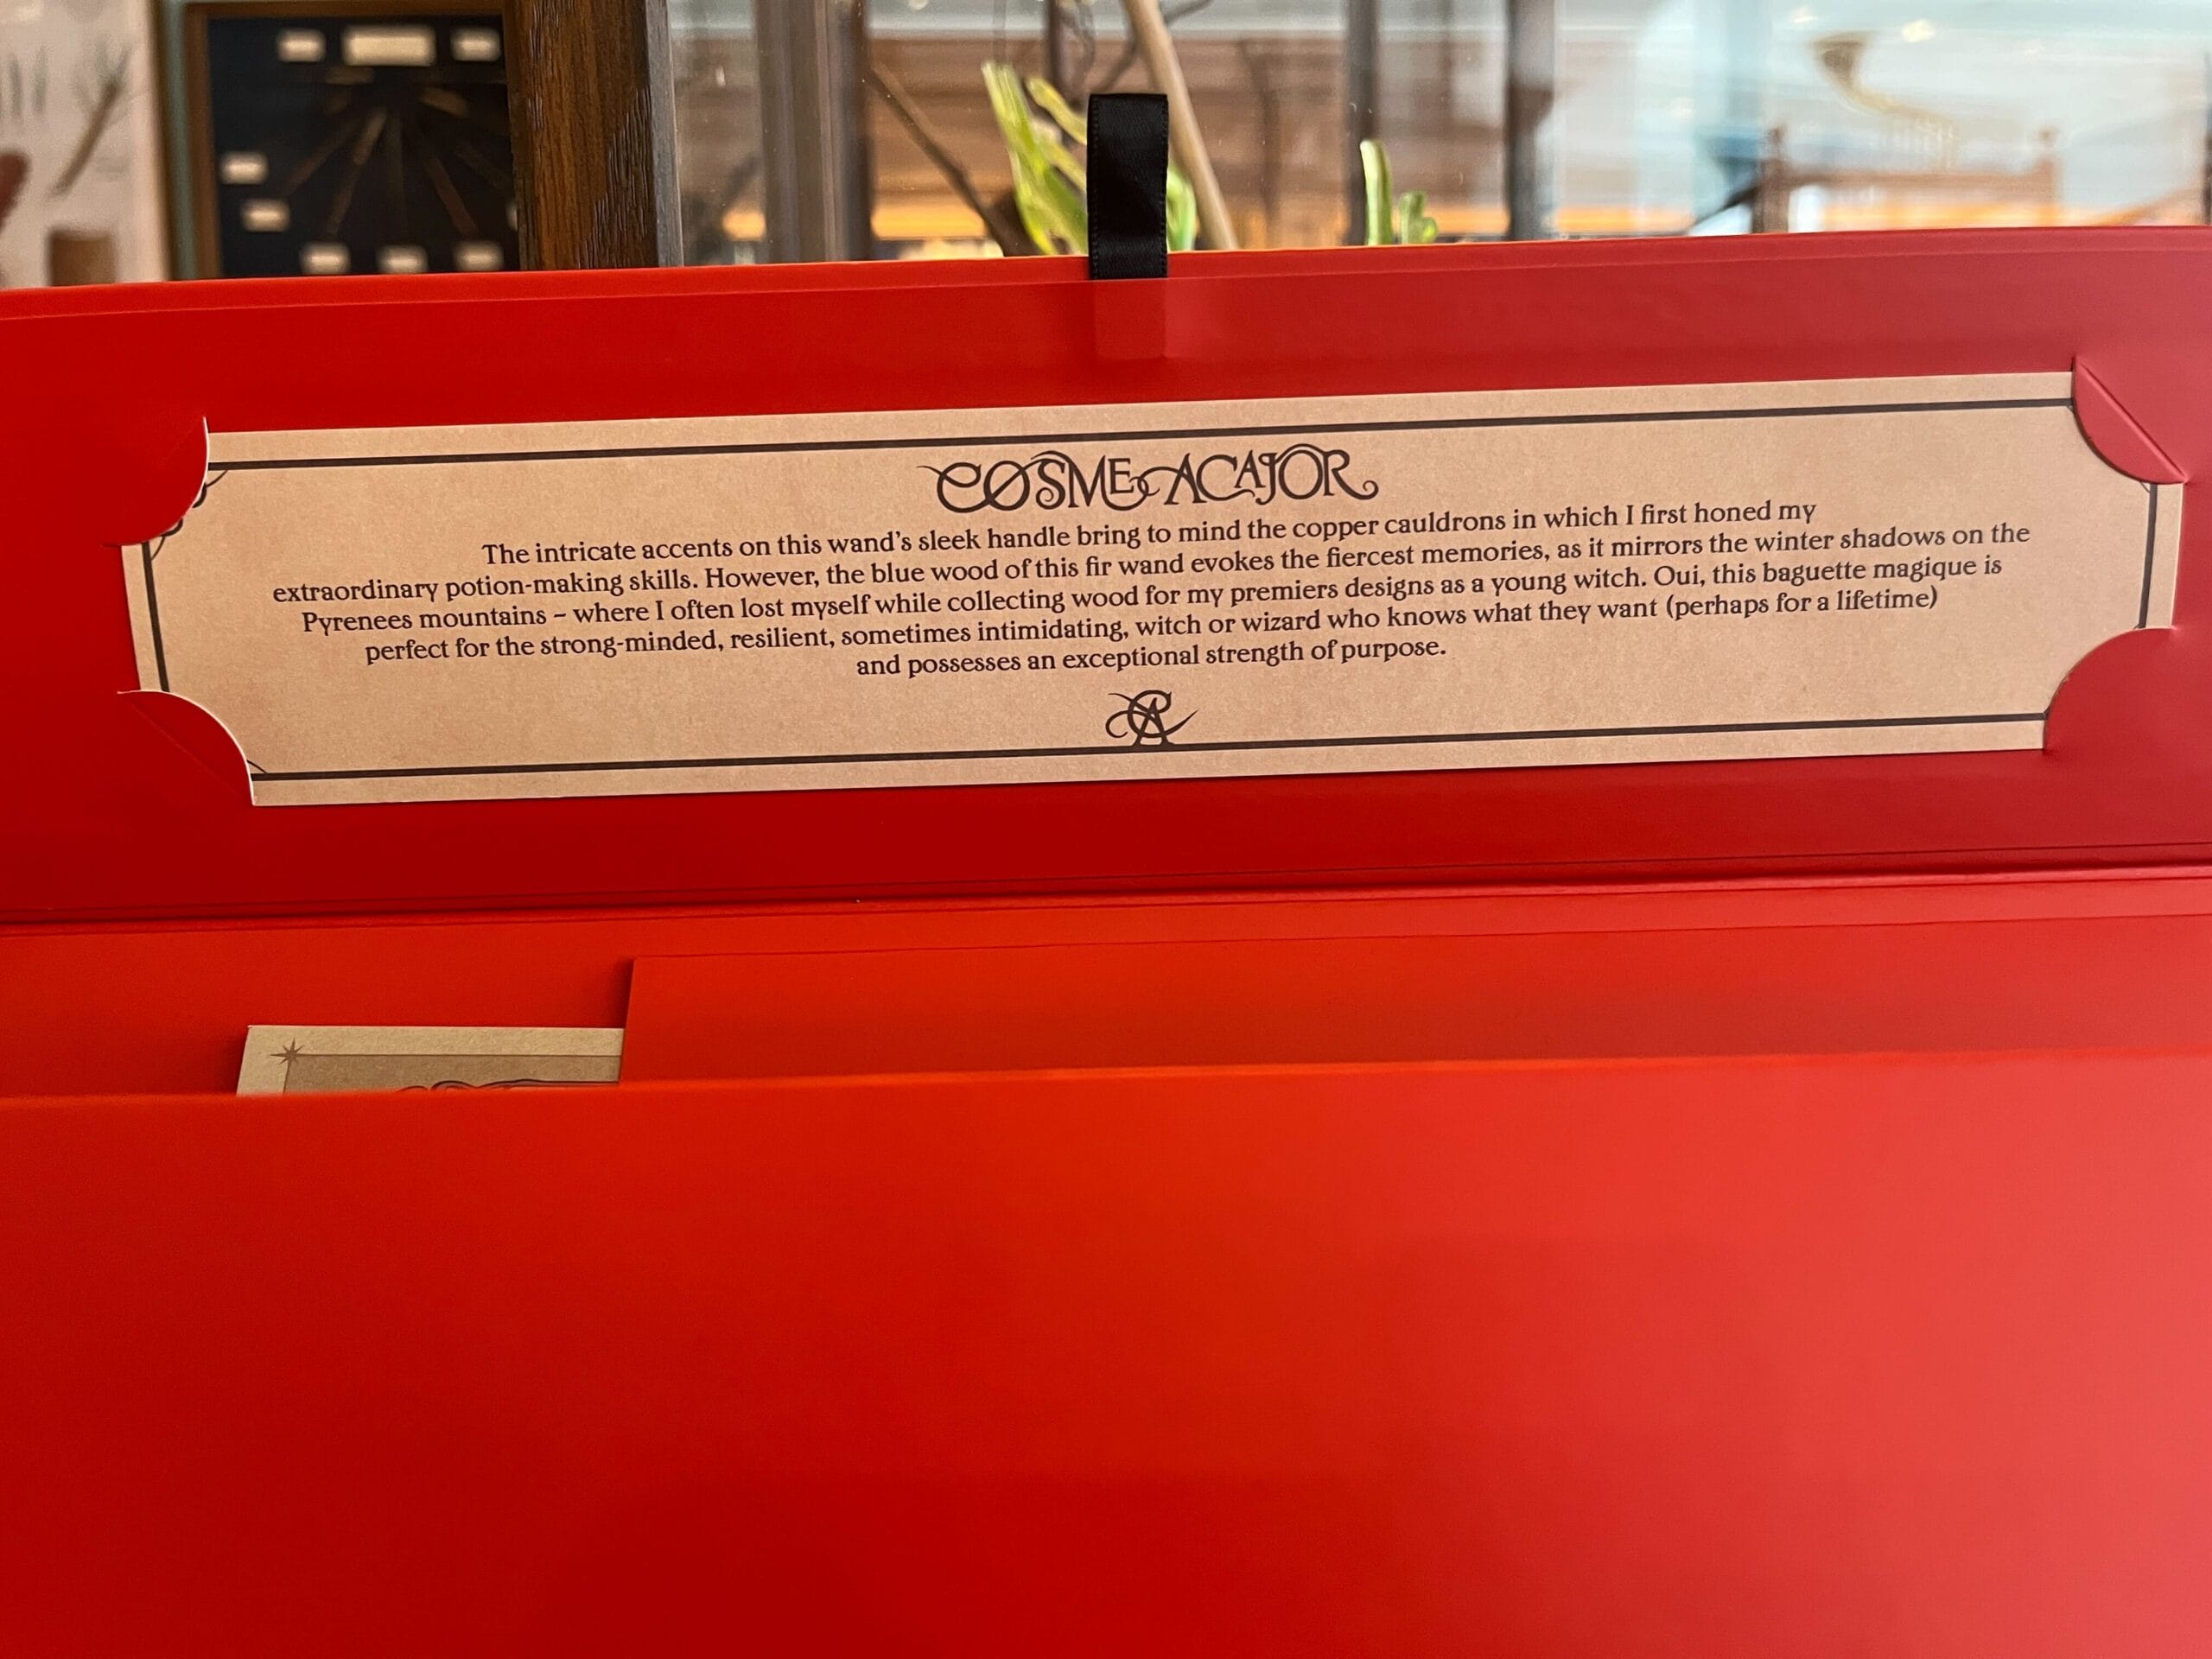 COSME ACAJOR
The intricate accents on this wand's sleek handle bring to mind the copper cauldrons in which I first honed my
extraordinary potion-making skills. However, the blue wood of this fir wand evokes the fiercest memories, as it mirrors the winter shadows on the
Pyrenees mountains – where I often lost myself while collecting wood for my premiers designs as a young witch. Oui, this baguette magique is
perfect for the strong-minded, resilient, sometimes intimidating, witch or wizard who knows what they want (perhaps for a lifetime)
and possesses an exceptional strength of purpose.
CA